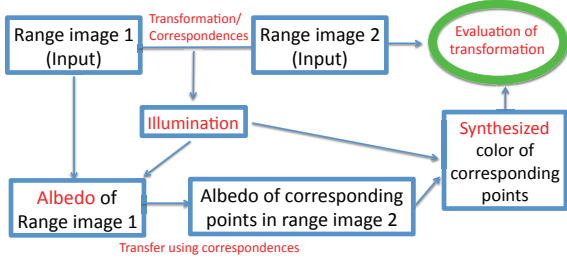 Range image 1
(Input)
Transformation/
Correspondences
Range image 2
(Input)
Evaluation of
transformation
Illumination
Synthesized
color of
corresponding
points
Albedo of
Range image 1
Albedo of corresponding
points in range image 2
Transfer using correspondences